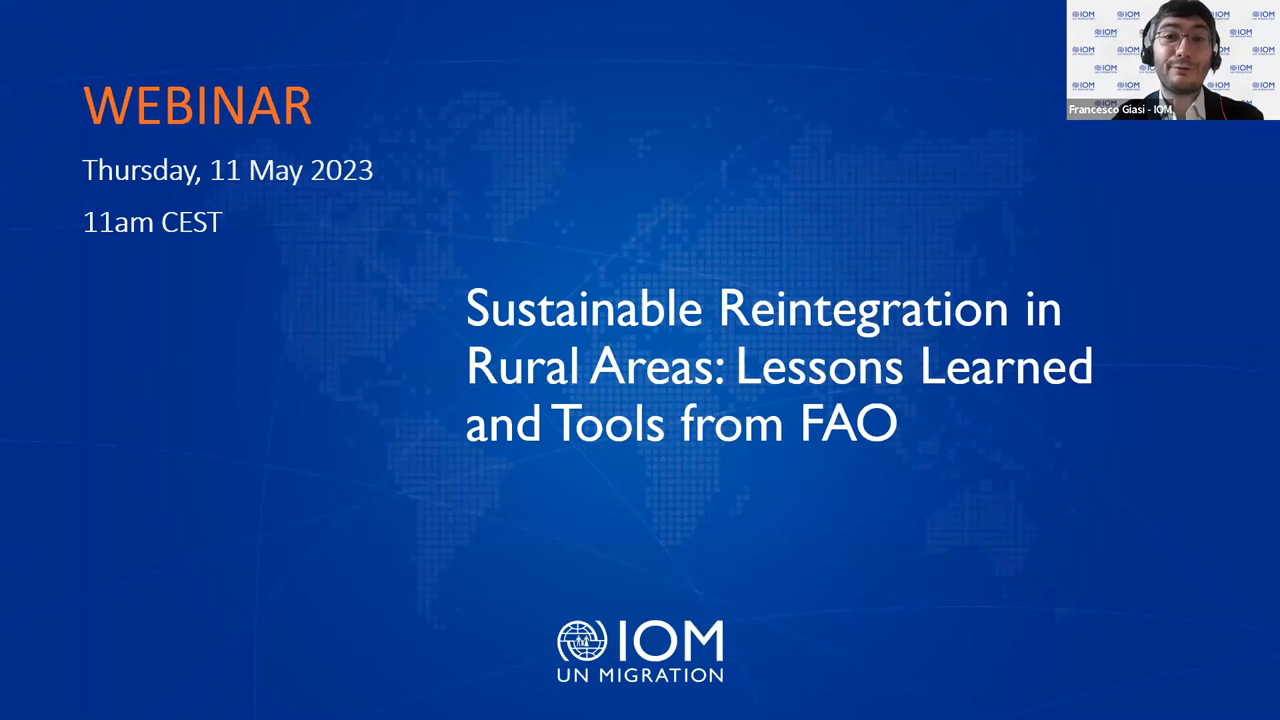 WEBINAR
Thursday, 11 May 2023
11am CEST
Sustainable Reintegration in
Rural Areas: Lessons Learned
and Tools from FAO
IOM
UN MIGRATION
Francesco Giasi - IOM